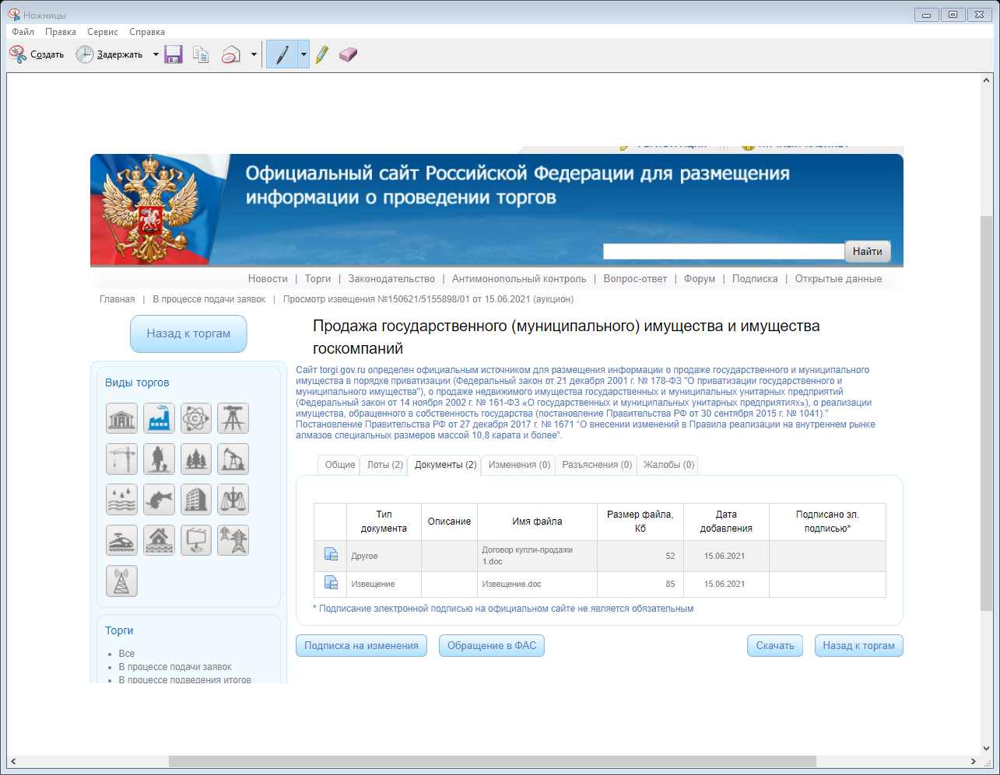 Ножницы
Файл Правка Сервис Справка
Создать Задержать
Официальный сайт Российской Федерации для размещения
информации о проведении торгов
Найти
Новости | Торги | Законодательство | Антимонопольный контроль | Вопрос-ответ | Форум | Подписка | Открытые данные
Главная | В процессе подачи заявок | Просмотр извещения №150621/5155898/01 от 15.06.2021 (аукцион)
Назад к торгам
Продажа государственного (муниципального) имущества и имущества
госкомпаний
Сайт torgi.gov.ru определен официальным источником для размещения информации о продаже государственного и муниципального
имущества в порядке приватизации (Федеральный закон от 21 декабря 2001 г. № 178-ФЗ "О приватизации государственного и
муниципального имущества"), о продаже недвижимого имущества государственных и муниципальных унитарных предприятий
(Федеральный закон от 14 ноября 2002 г. № 161-ФЗ «О государственных и муниципальных унитарных предприятиях»), о реализации
имущества, обращенного в собственность государства (постановление Правительства РФ от 30 сентября 2015 г. № 1041)."
Постановление Правительства РФ от 27 декабря 2017 г. № 1671 "О внесении изменений в Правила реализации на внутреннем рынке
алмазов специальных размеров массой 10,8 карата и более".
Виды торгов
Торги
Все
В процессе подачи заявок
В процессе подведения итогов
Общие Лоты (2) Документы (2) Изменения (0) Разъяснения (0) Жалобы (0)
Тип документа Описание Имя файла Размер файла, Кб Дата добавления Подписано эл. подписью*
Другое Договор купли-продажи 1.doc 52 15.06.2021
Извещение Извещение.doc 85 15.06.2021
* Подписание электронной подписью на официальном сайте не является обязательным
Подписка на изменения Обращение в ФАС Скачать Назад к торгам